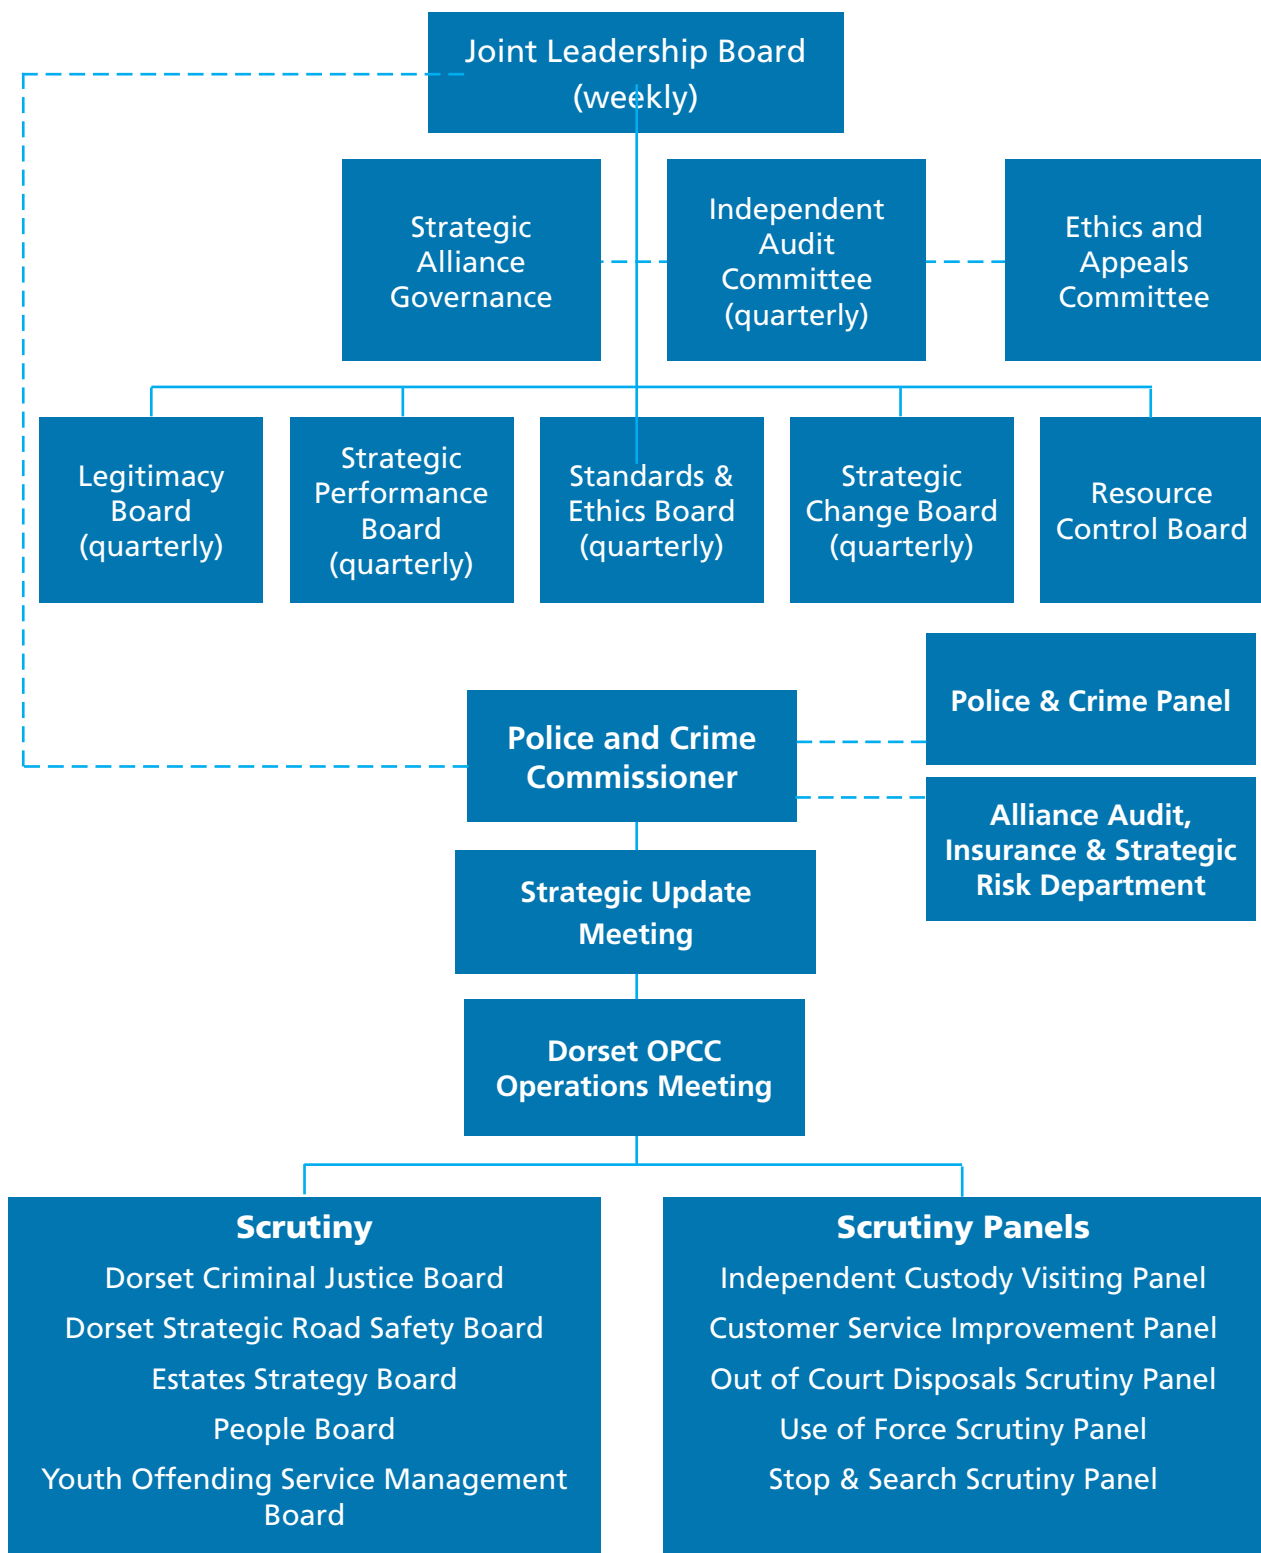 Joint Leadership Board
(weekly)
Strategic
Alliance
Governance
Independent
Audit
Committee
(quarterly)
Ethics and
Appeals
Committee
Legitimacy
Board
(quarterly)
Strategic
Performance
Board
(quarterly)
Standards &
Ethics Board
(quarterly)
Strategic
Change Board
(quarterly)
Resource
Control Board
Police & Crime Panel
Police and Crime
Commissioner
Alliance Audit,
Insurance & Strategic
Risk Department
Strategic Update
Meeting
Dorset OPCC
Operations Meeting
Scrutiny
Dorset Criminal Justice Board
Dorset Strategic Road Safety Board
Estates Strategy Board
People Board
Youth Offending Service Management
Board
Scrutiny Panels
Independent Custody Visiting Panel
Customer Service Improvement Panel
Out of Court Disposals Scrutiny Panel
Use of Force Scrutiny Panel
Stop & Search Scrutiny Panel